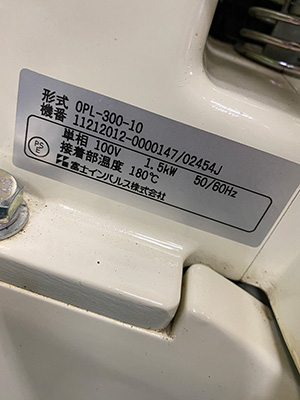 形式 OPL-300-10
機番 11212012-0000147/02454J
単相 100V 1.5kW 50/60Hz
PS E
接着部温度 180℃
富士インパルス株式会社